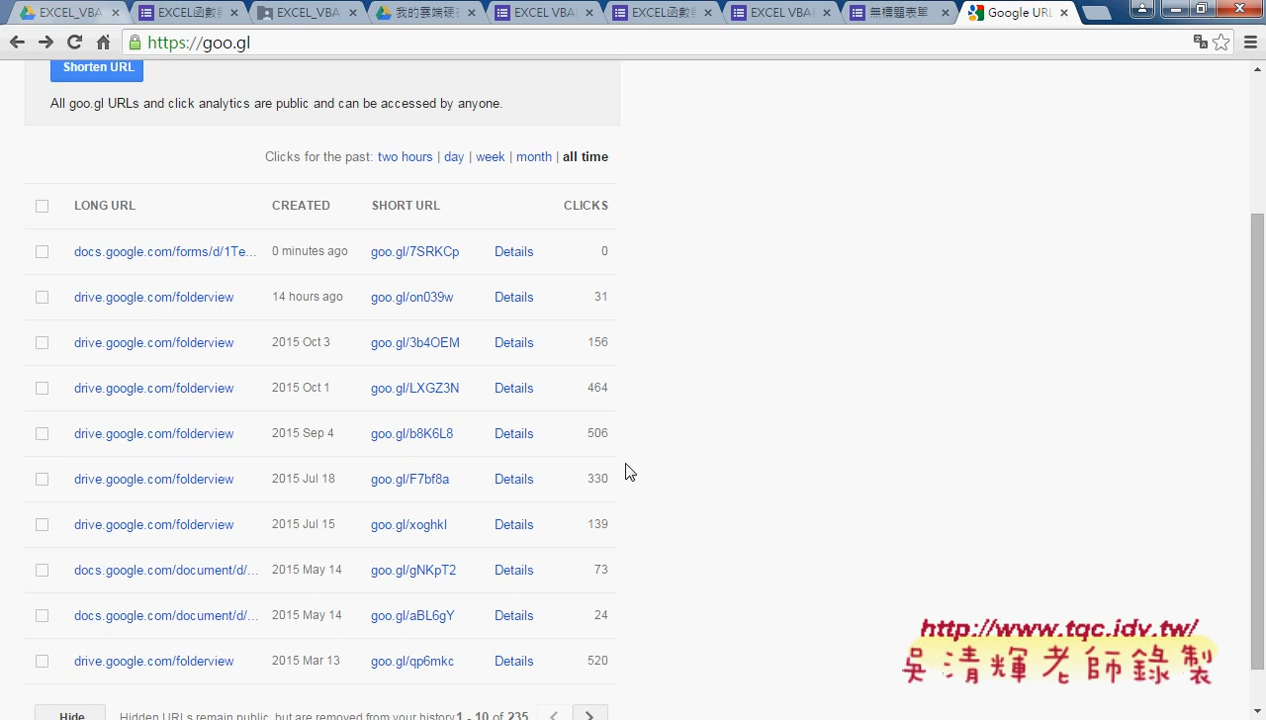 EXCEL_VBA
EXCEL函數
EXCEL_VBA
我的雲端硬
EXCEL VBA
EXCEL函數
EXCEL VBA
無標題表單
Google URL
https://goo.gl
Shorten URL
All goo.gl URLs and click analytics are public and can be accessed by anyone.
Clicks for the past: two hours | day | week | month | all time
LONG URL CREATED SHORT URL CLICKS
docs.google.com/forms/d/1Te... 0 minutes ago goo.gl/7SRKCp Details 0
drive.google.com/folderview 14 hours ago goo.gl/on039w Details 31
drive.google.com/folderview 2015 Oct 3 goo.gl/3b4OEM Details 156
drive.google.com/folderview 2015 Oct 1 goo.gl/LXGZ3N Details 464
drive.google.com/folderview 2015 Sep 4 goo.gl/b8K6L8 Details 506
drive.google.com/folderview 2015 Jul 18 goo.gl/F7bf8a Details 330
drive.google.com/folderview 2015 Jul 15 goo.gl/xoghkl Details 139
docs.google.com/document/d/... 2015 May 14 goo.gl/gNKpT2 Details 73
docs.google.com/document/d/... 2015 May 14 goo.gl/aBL6gY Details 24
drive.google.com/folderview 2015 Mar 13 goo.gl/qp6mkc Details 520
Hide Hidden URLs remain public, but are removed from your history 1 - 10 of 235
http://www.tqc.idv.tw/
吳清輝老師錄製